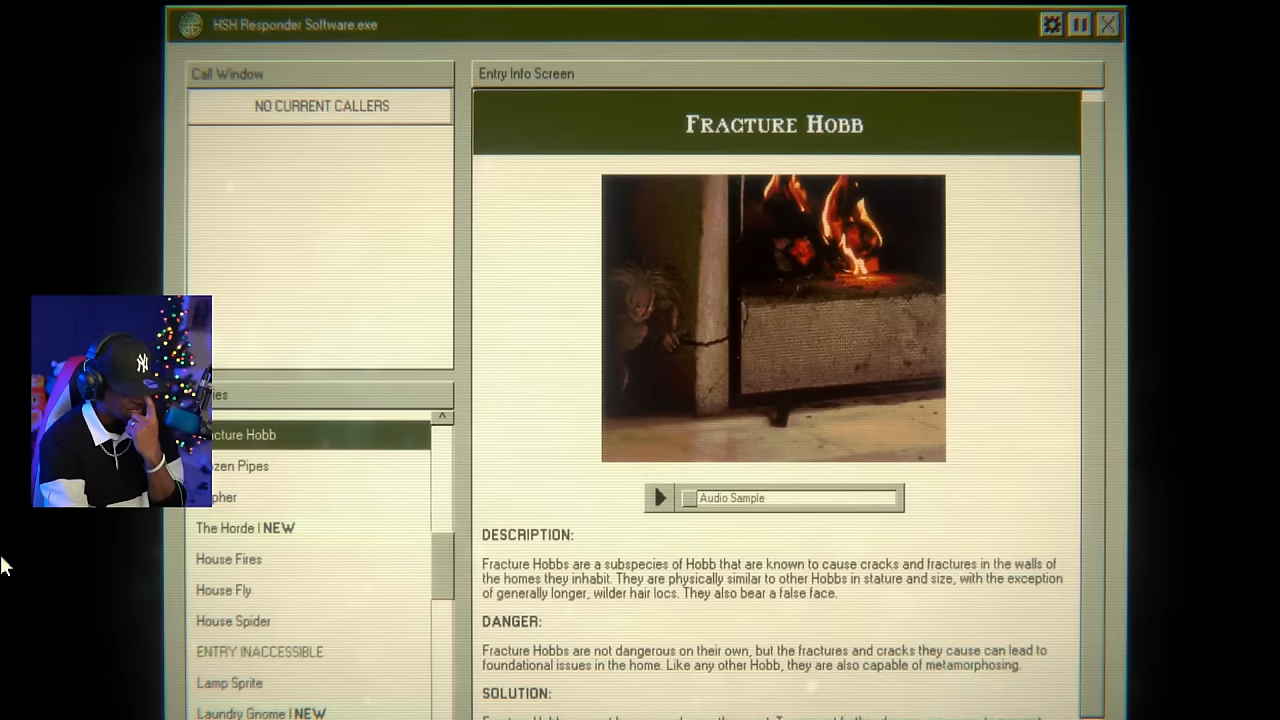 HSH Responder Software.exe
Call Window
NO CURRENT CALLERS
Entry Info Screen
FRACTURE HOBB
Audio Sample
DESCRIPTION:
Fracture Hobbs are a subspecies of Hobb that are known to cause cracks and fractures in the walls of
the homes they inhabit. They are physically similar to other Hobbs in stature and size, with the exception
of generally longer, wilder hair locs. They also bear a false face.
DANGER:
Fracture Hobbs are not dangerous on their own, but the fractures and cracks they cause can lead to
foundational issues in the home. Like any other Hobb, they are also capable of metamorphosing.
SOLUTION:
Hobb
Pipes
The Horde | NEW
House Fires
House Fly
House Spider
ENTRY INACCESSIBLE
Lamp Sprite
Laundry Gnome | NEW
NY